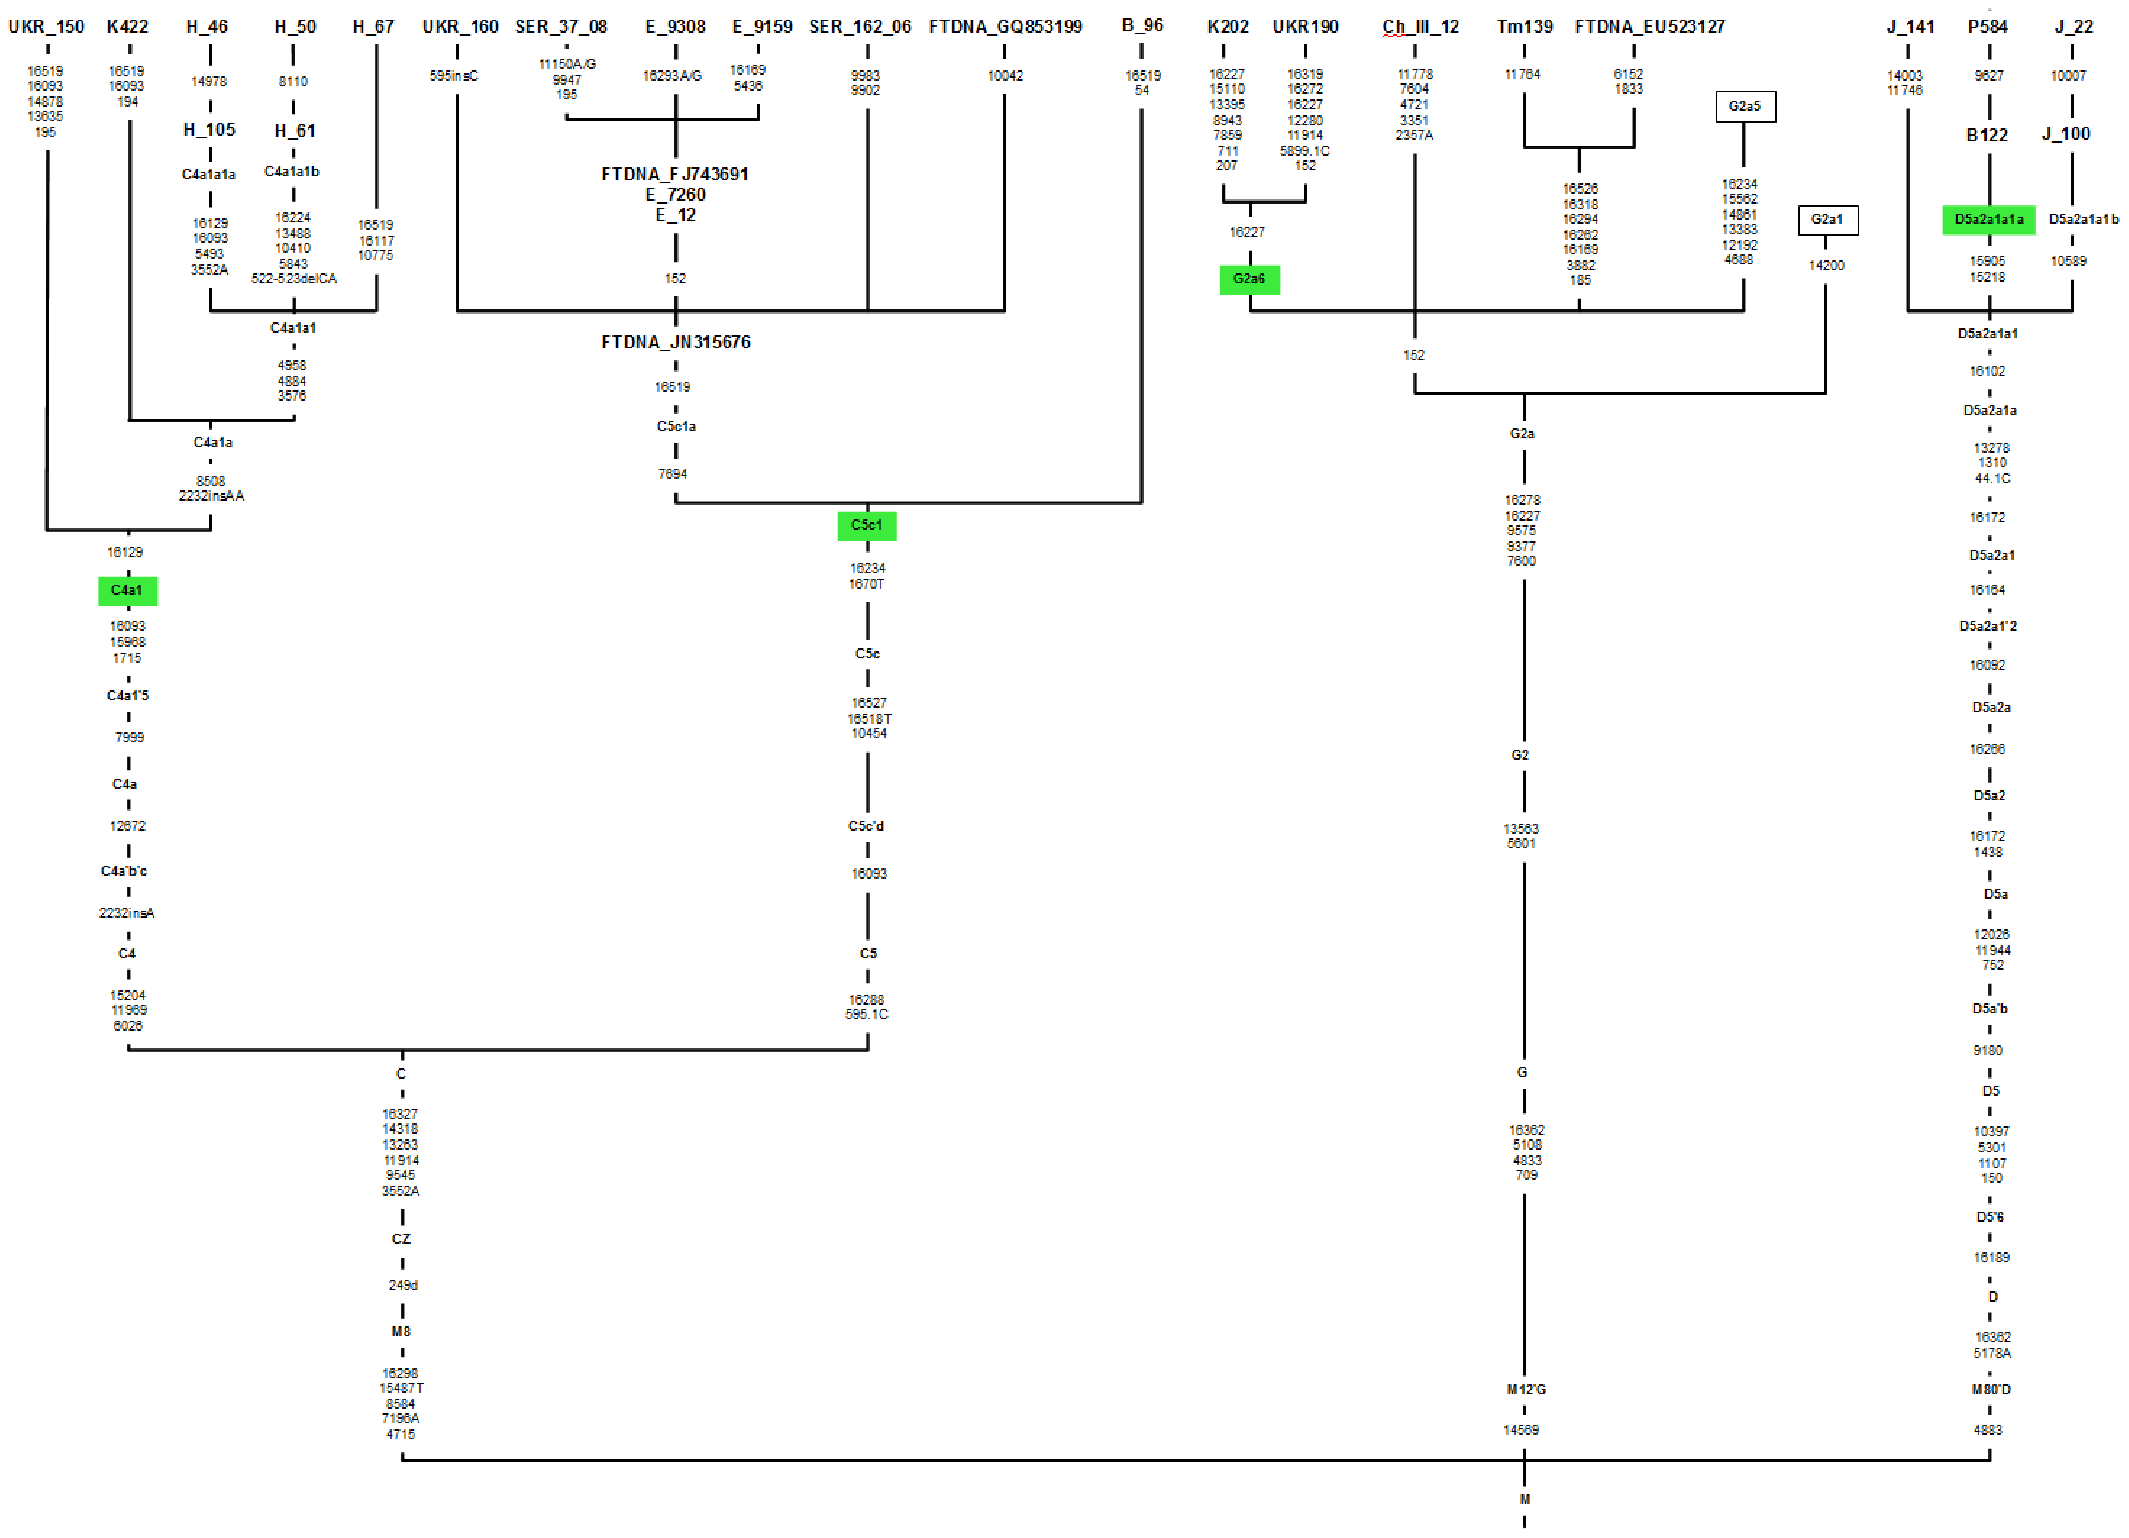 UKR_150 K422 H_46 H_50 H_67 UKR_160 SER_37_08 E_9308 E_9159 SER_162_06 FTDNA_GQ853199 B_96 K202 UKR190 Ch_III_12 Tm139 FTDNA_EU523127 J_141 P584 J_22
16519
16093
14878
13635
195
16519
16093
194
14978
H_105
C4a1a1a
16129
16093
5493
3552A
8110
H_61
C4a1a1b
16224
13488
10410
5843
522-523delCA
16519
16117
10775
C4a1a1
4958
4884
3576
C4a1a
8508
2232insAA
16129
C4a1
16093
15968
1715
C4a1'5
7999
C4a
12672
C4a'b'c
2232insA
C4
15204
11969
6026
595insC
11150A/G
9947
195
16293A/G
16169
5436
FTDNA_FJ743691
E_7260
E_12
152
9983
9902
10042
FTDNA_JN315676
16519
C5c1a
7694
16519
54
C5c1
16234
1670T
C5c
16527
16518T
10454
C5c'd
16093
C5
16288
595.1C
C
16327
14318
13263
11914
9545
3552A
CZ
249d
M8
16298
15487T
8584
7196A
4715
16227
15110
13395
8943
7859
711
207
16319
16272
16227
12280
11914
5899.1C
152
16227
G2a6
11778
7604
4721
3351
2357A
152
11764
6152
1833
16526
16318
16294
16262
16169
3882
185
G2a5
16234
15562
14861
13383
12192
4688
G2a1
14200
G2a
16278
16227
9575
9377
7600
G2
13563
5601
G
16362
5108
4833
709
M12'G
14569
14003
11746
9627
B122
D5a2a1a1a
15905
15218
10007
J_100
D5a2a1a1b
10589
D5a2a1a1
16102
D5a2a1a
13278
1310
44.1C
16172
D5a2a1
16164
D5a2a1'2
16092
D5a2a
16266
D5a2
16172
1438
D5a
12026
11944
752
D5a'b
9180
D5
10397
5301
1107
150
D5'6
16189
D
16362
5178A
M80'D
4883
M